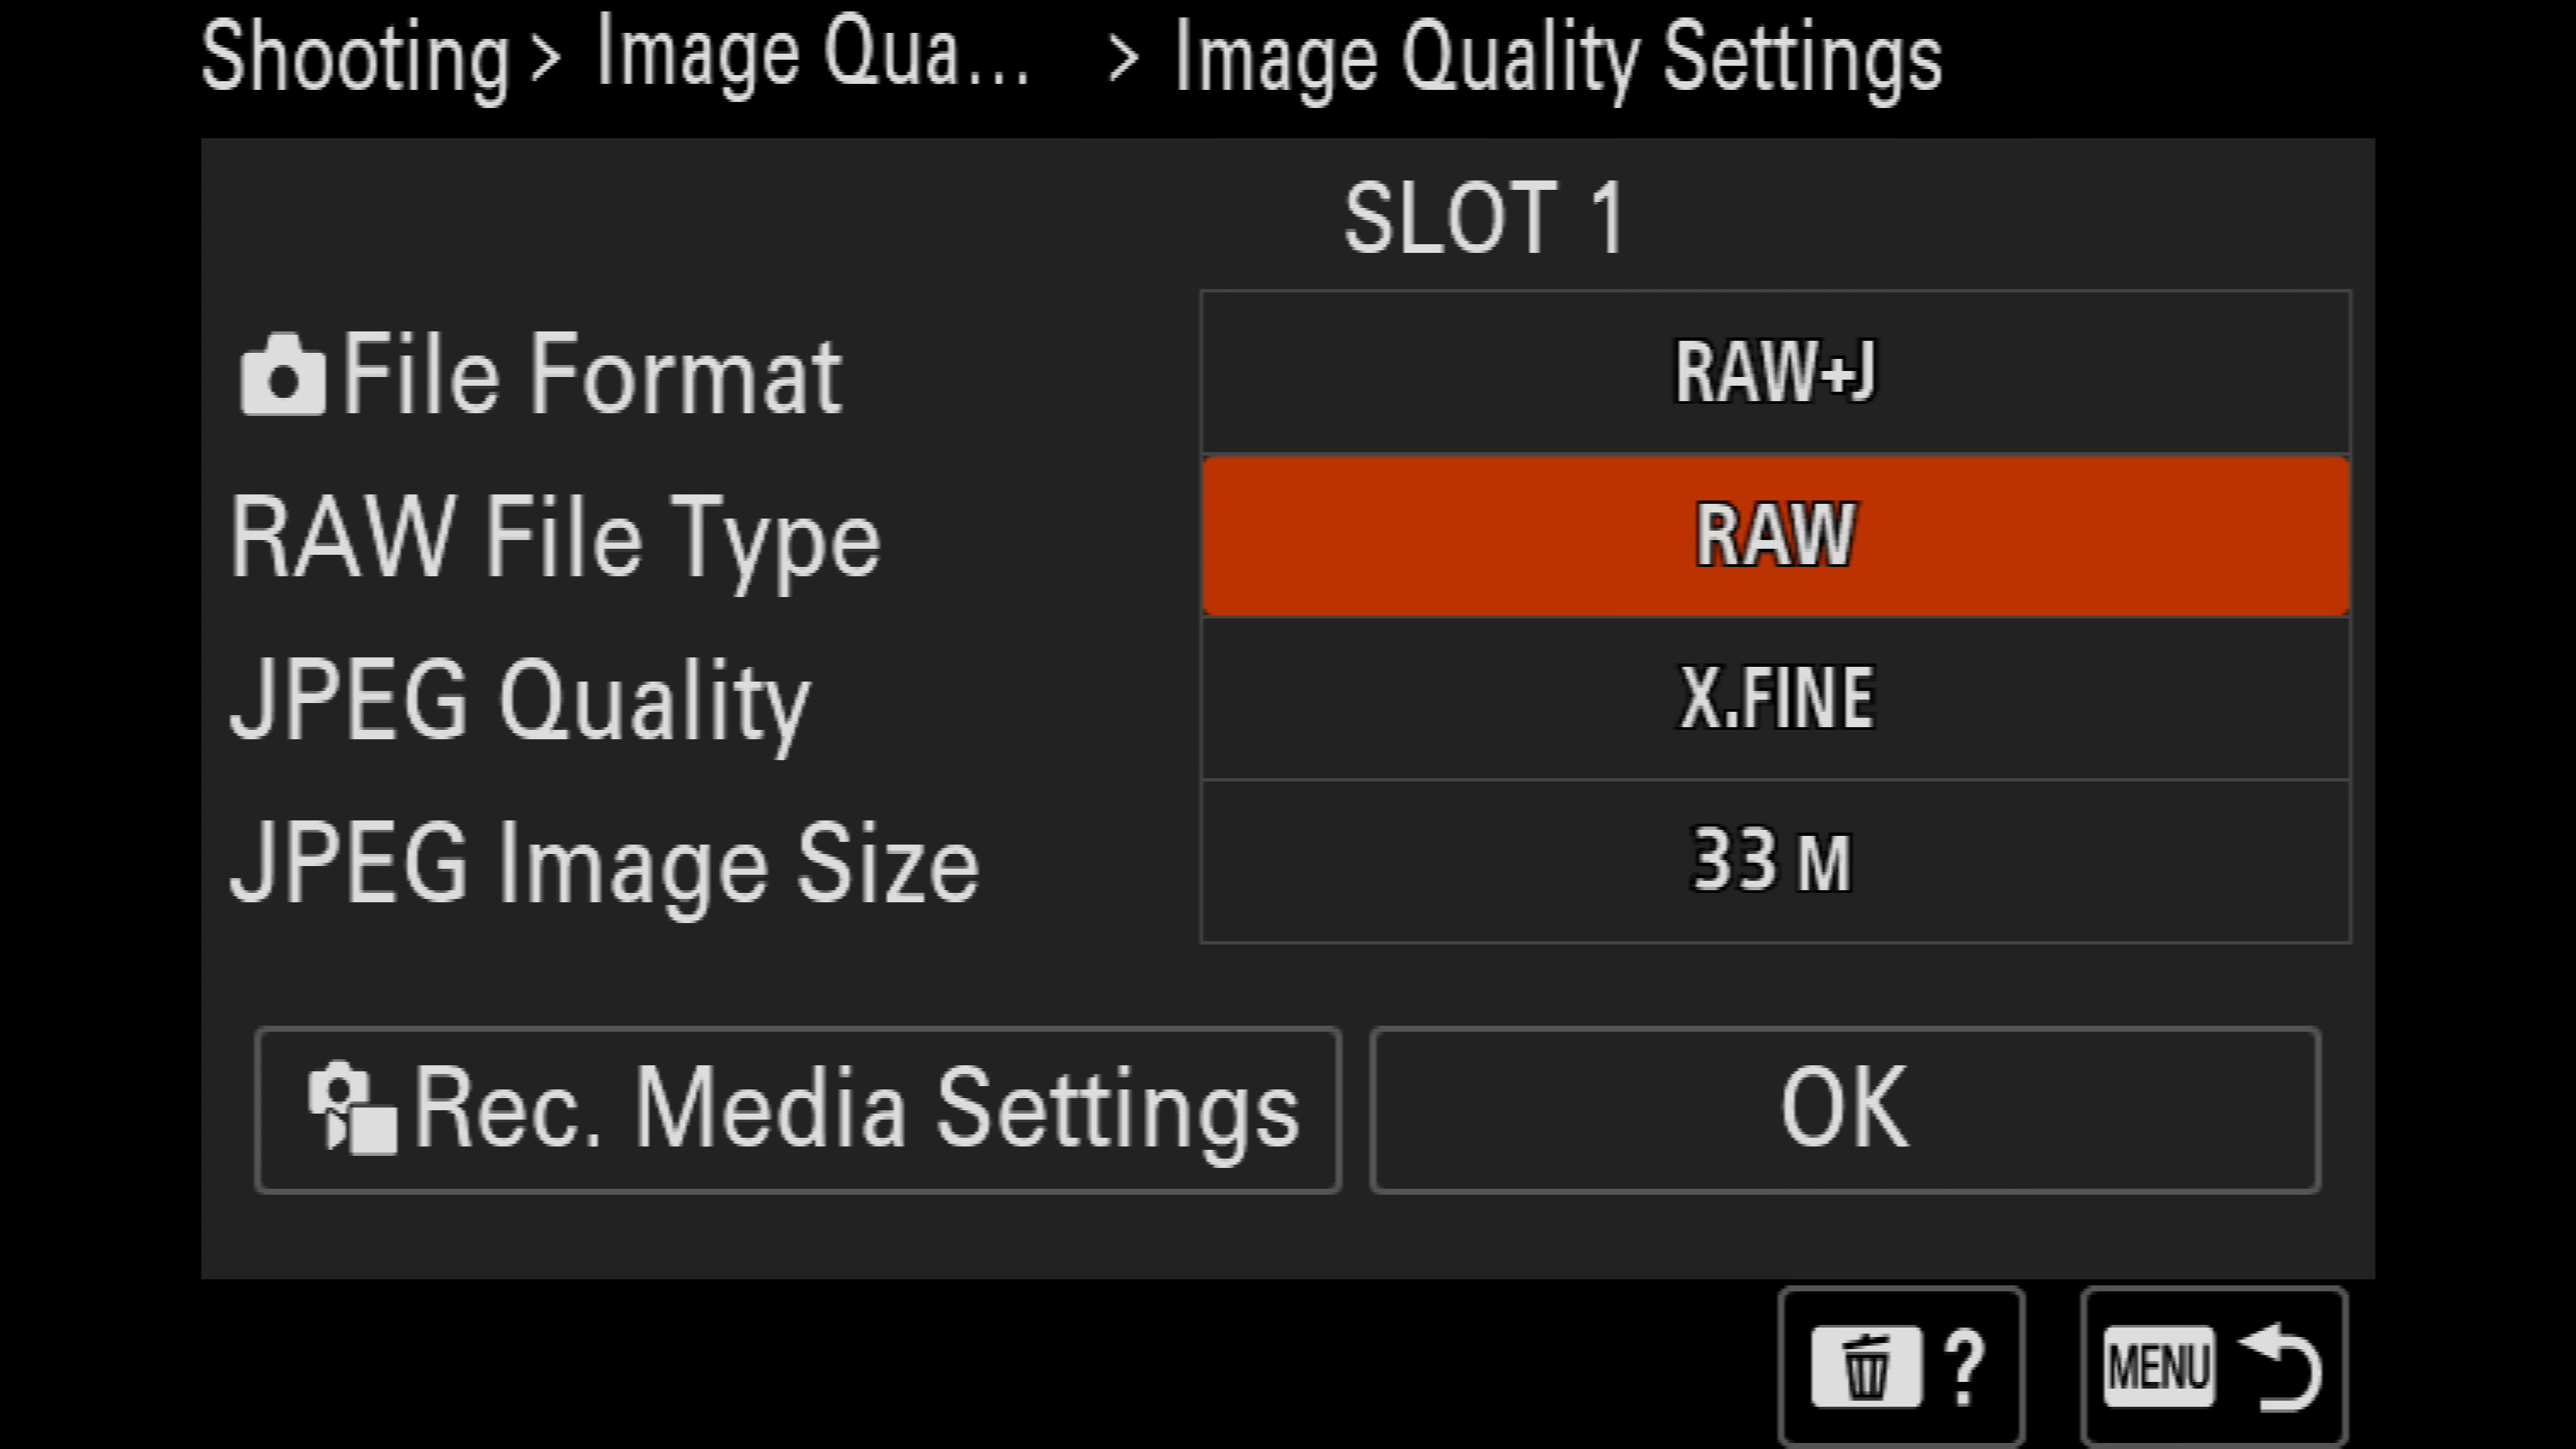 Shooting > Image Qua... > Image Quality Settings
SLOT 1
File Format RAW+J
RAW File Type RAW
JPEG Quality X.FINE
JPEG Image Size 33 M
Rec. Media Settings OK
? MENU